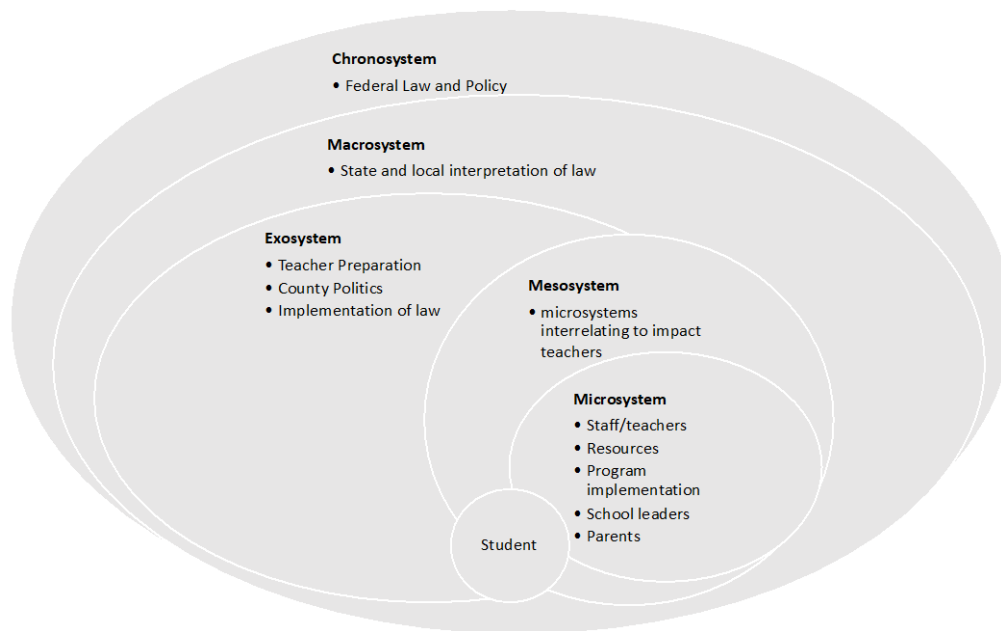 Chronosystem
• Federal Law and Policy
Macrosystem
• State and local interpretation of law
Exosystem
• Teacher Preparation
• County Politics
• Implementation of law
Mesosystem
• microsystems
interrelating to impact
teachers
Microsystem
• Staff/teachers
• Resources
• Program
implementation
• School leaders
• Parents
Student